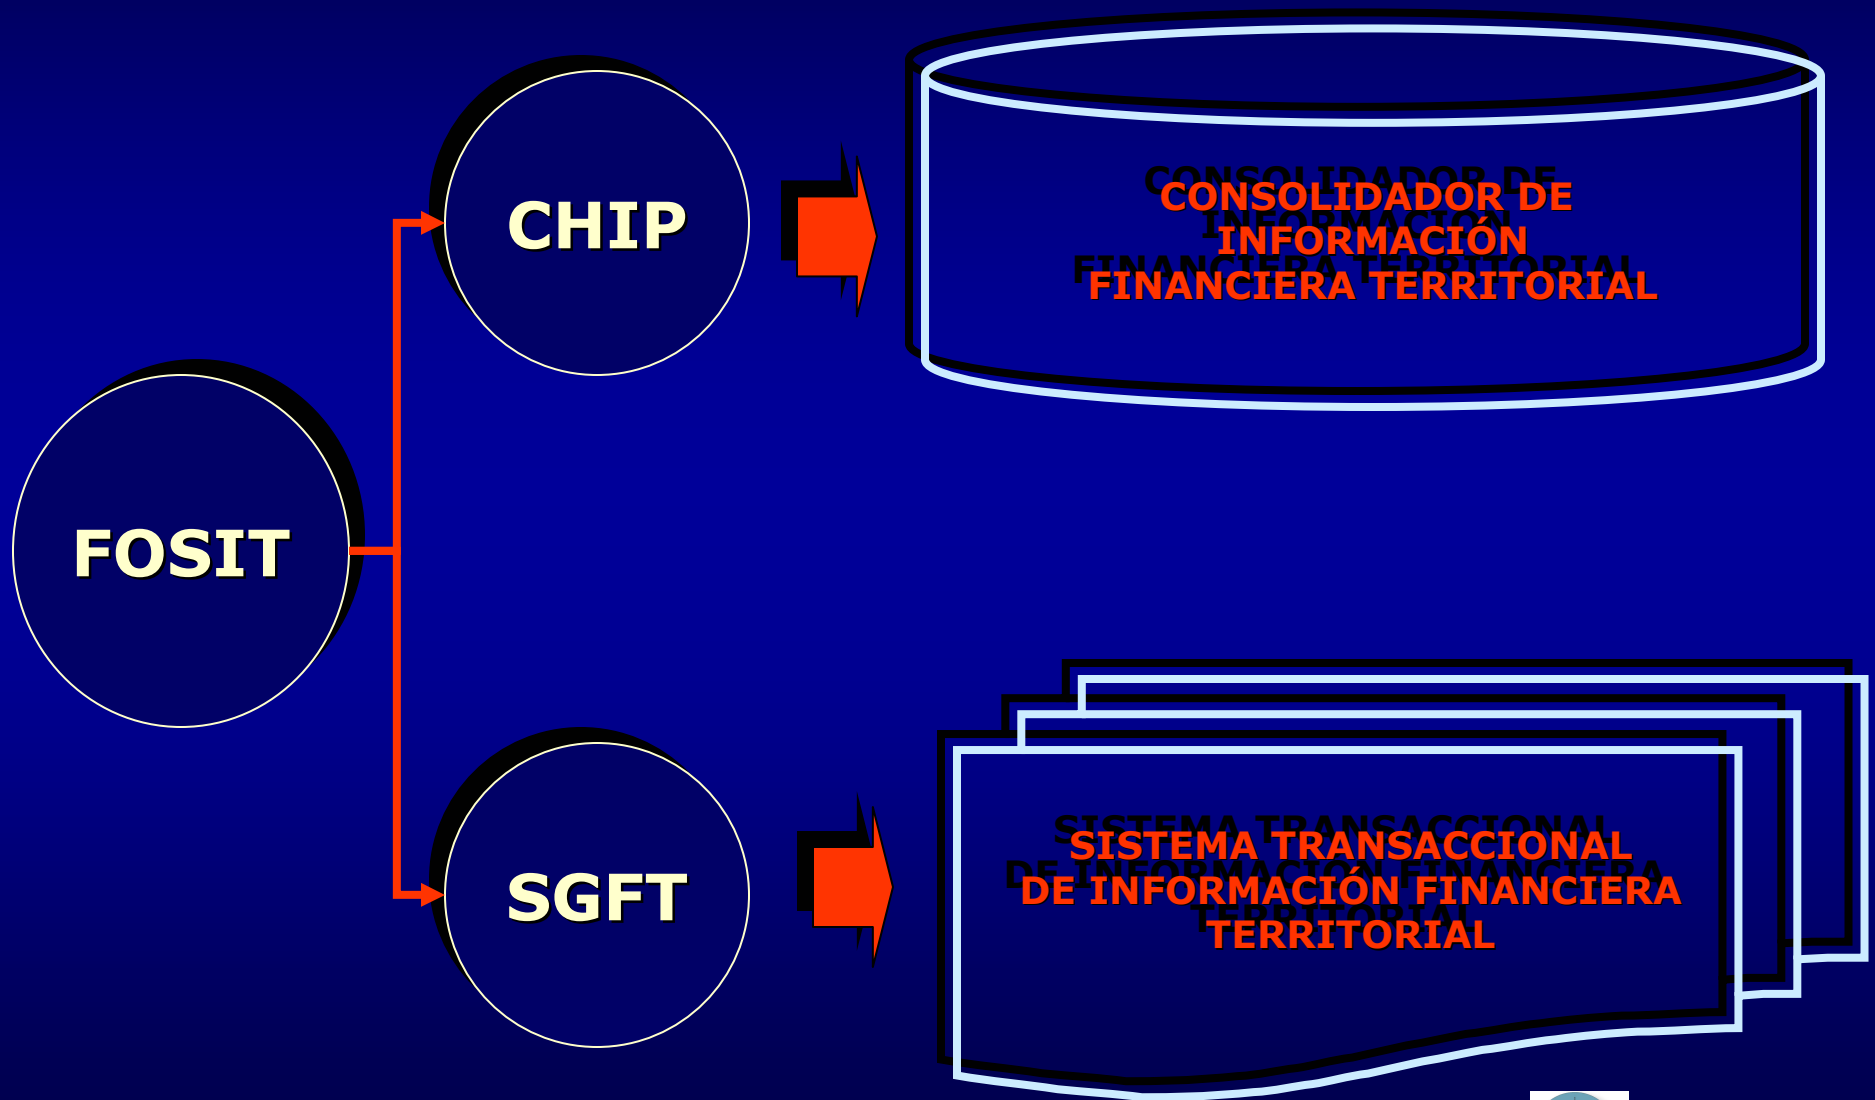 CHIP
CONSOLIDADOR DE
INFORMACIÓN
FINANCIERA TERRITORIAL
FOSIT
SGFT
SISTEMA TRANSACCIONAL
DE INFORMACIÓN FINANCIERA
TERRITORIAL